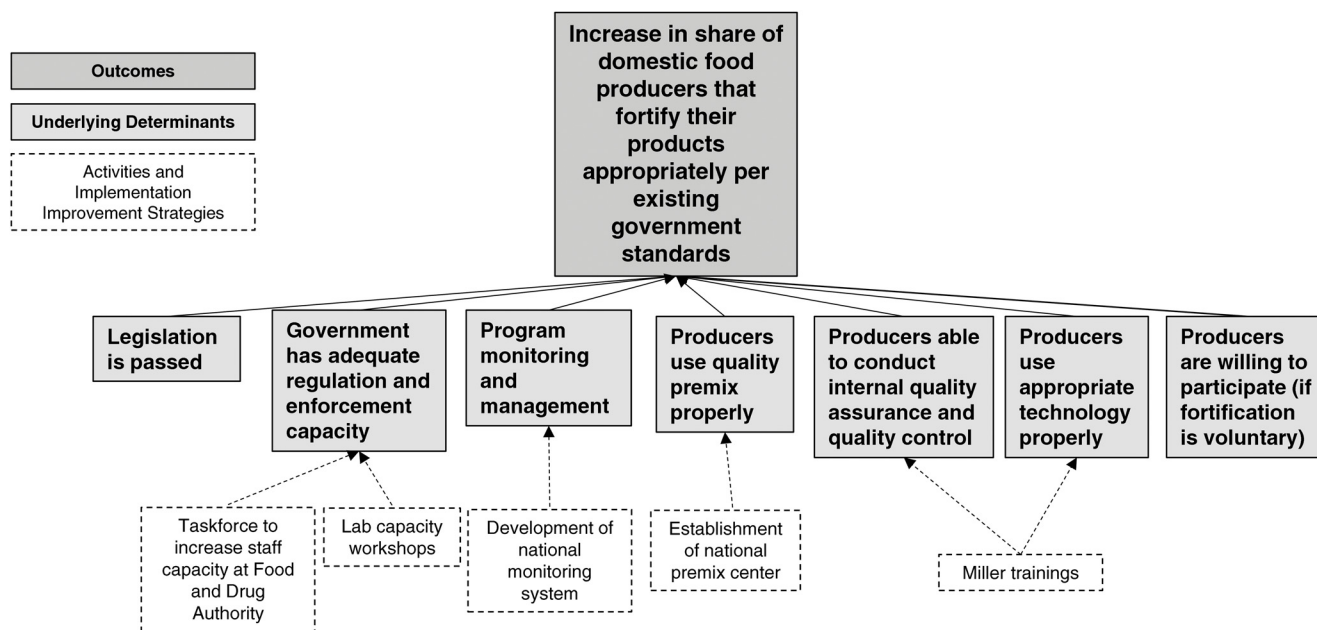 Outcomes
Underlying Determinants
Activities and
Implementation
Improvement Strategies
Increase in share of
domestic food
producers that
fortify their
products
appropriately per
existing
government
standards
Legislation
is passed
Government
has adequate
regulation and
enforcement
capacity
Program
monitoring
and
management
Producers
use quality
premix
properly
Producers able
to conduct
internal quality
assurance and
quality control
Producers
use
appropriate
technology
properly
Producers
are willing to
participate (if
fortification
is voluntary)
Taskforce to
increase staff
capacity at Food
and Drug
Authority
Lab capacity
workshops
Development of
national
monitoring
system
Establishment
of national
premix center
Miller trainings